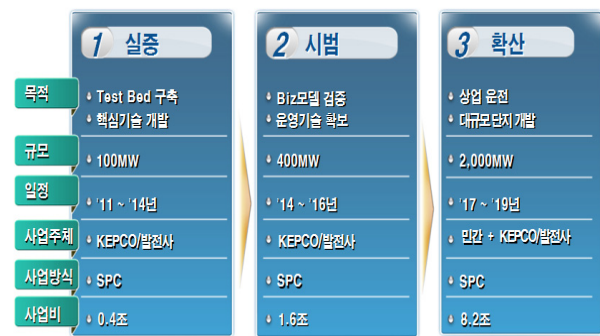 1 실증
2 시범
3 확산
목적
• Test Bed 구축
• 핵심기술 개발
• Biz모델 검증
• 운영기술 확보
• 상업 운전
• 대규모단지 개발
규모
• 100MW
• 400MW
• 2,000MW
일정
• '11 ~ '14년
• '14 ~ '16년
• '17 ~ '19년
사업주체
• KEPCO/발전사
• KEPCO/발전사
• 민간 + KEPCO/발전사
사업방식
• SPC
• SPC
• SPC
사업비
• 0.4조
• 1.6조
• 8.2조